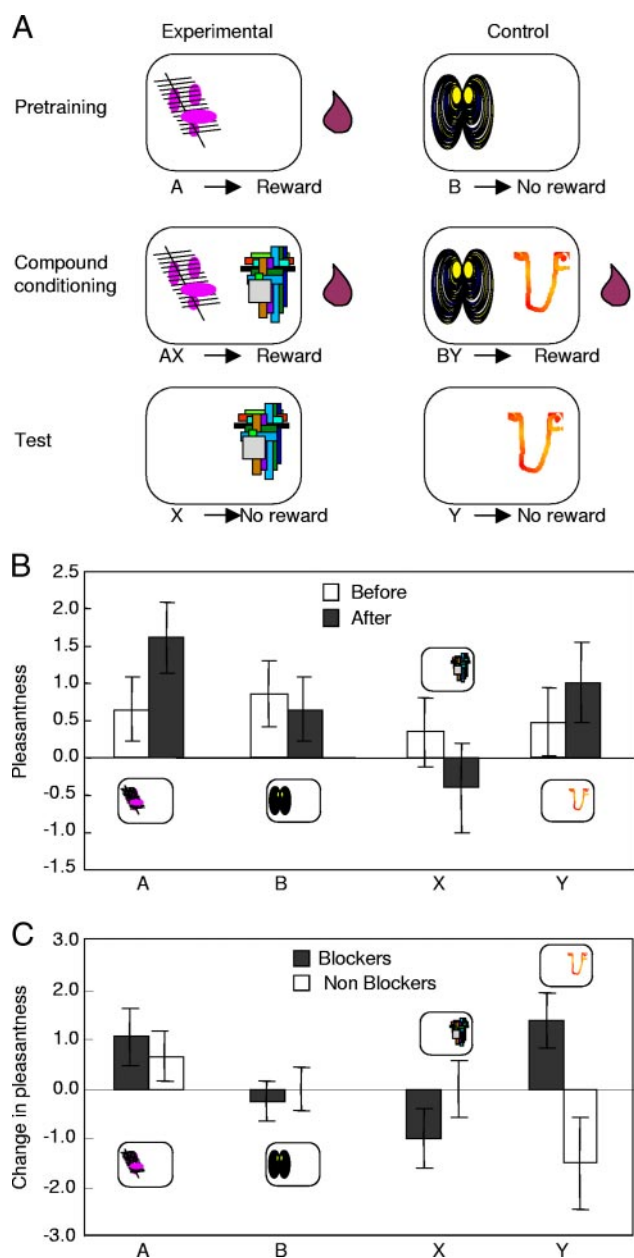 A
Experimental Control
Pretraining
A → Reward B → No reward
Compound
conditioning
AX → Reward BY → Reward
Test
X → No reward Y → No reward
B
Pleasantness
2.5
2.0
1.5
1.0
0.5
0.0
-0.5
-1.0
-1.5
Before
After
A B X Y
C
Change in pleasantness
3.0
2.0
1.0
0.0
-1.0
-2.0
-3.0
Blockers
Non Blockers
A B X Y